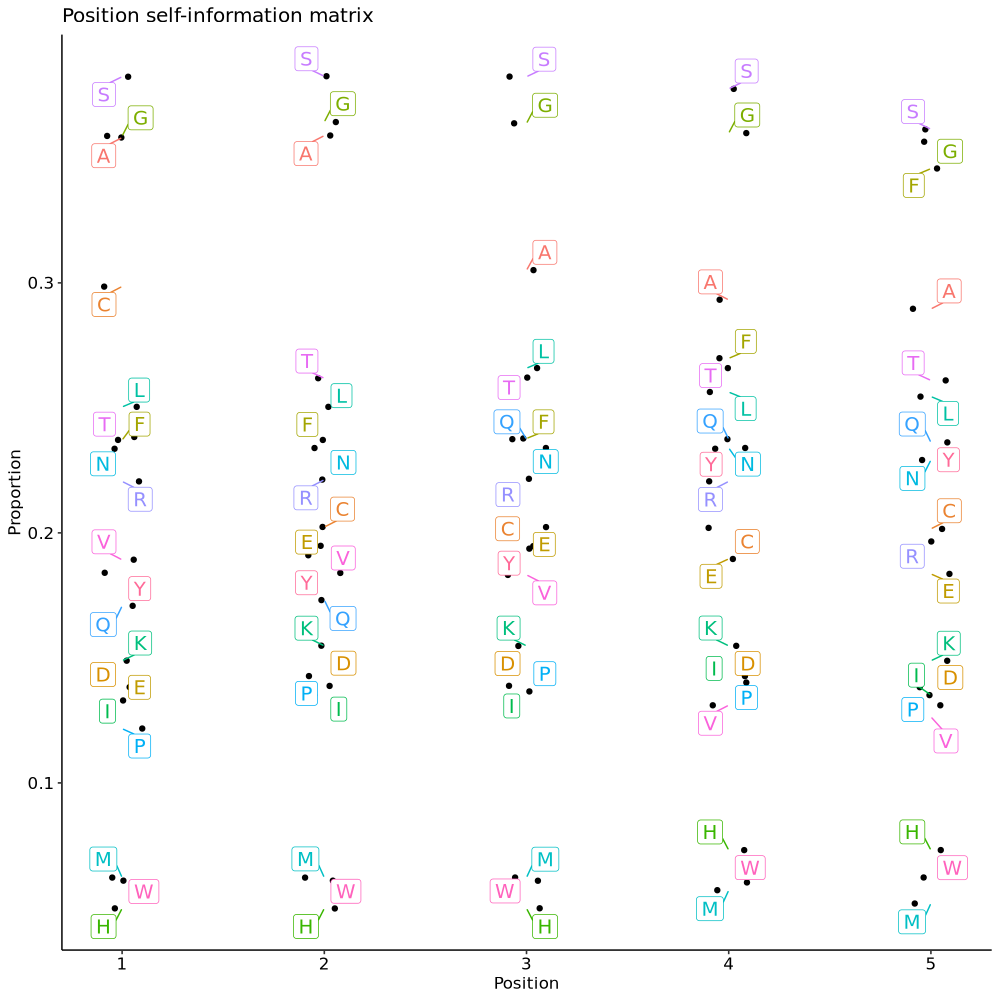 Position self-information matrix
Proportion
0.3
0.2
0.1
S
G
A
C
L
T
F
N
R
V
Y
Q
K
D
E
I
P
M
W
H
S
G
A
T
L
F
N
R
C
E
V
Y
Q
K
D
P
I
M
W
H
S
G
A
L
T
Q
F
N
R
C
E
Y
V
K
D
P
I
M
W
H
S
G
A
F
T
L
Q
Y
N
R
C
E
K
D
I
P
V
H
W
M
S
G
F
A
T
L
Q
Y
N
C
R
E
K
I
D
P
V
H
W
M
1 2 3 4 5
Position